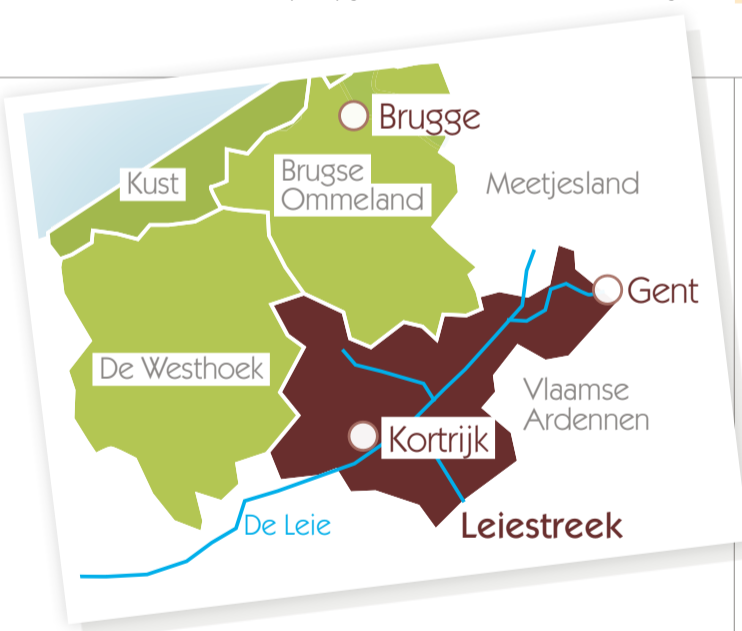 Brugge
Kust
Brugse
Ommeland
Meetjesland
Gent
De Westhoek
Vlaamse
Ardennen
Kortrijk
De Leie
Leiestreek